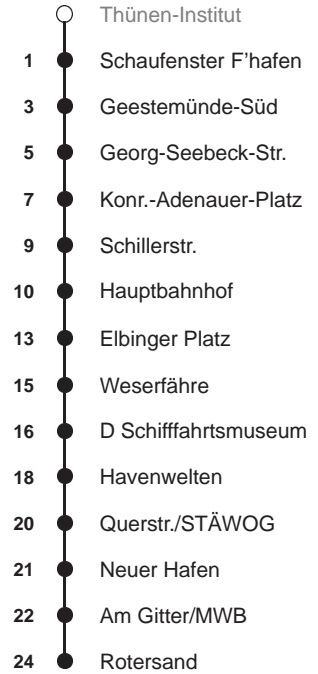 Thünen-Institut
1 Schaufenster F'hafen
3 Geestemünde-Süd
5 Georg-Seebeck-Str.
7 Konr.-Adenauer-Platz
9 Schillerstr.
10 Hauptbahnhof
13 Elbinger Platz
15 Weserfähre
16 D Schifffahrtsmuseum
18 Havenwelten
20 Querstr./STÄWOG
21 Neuer Hafen
22 Am Gitter/MWB
24 Rotersand